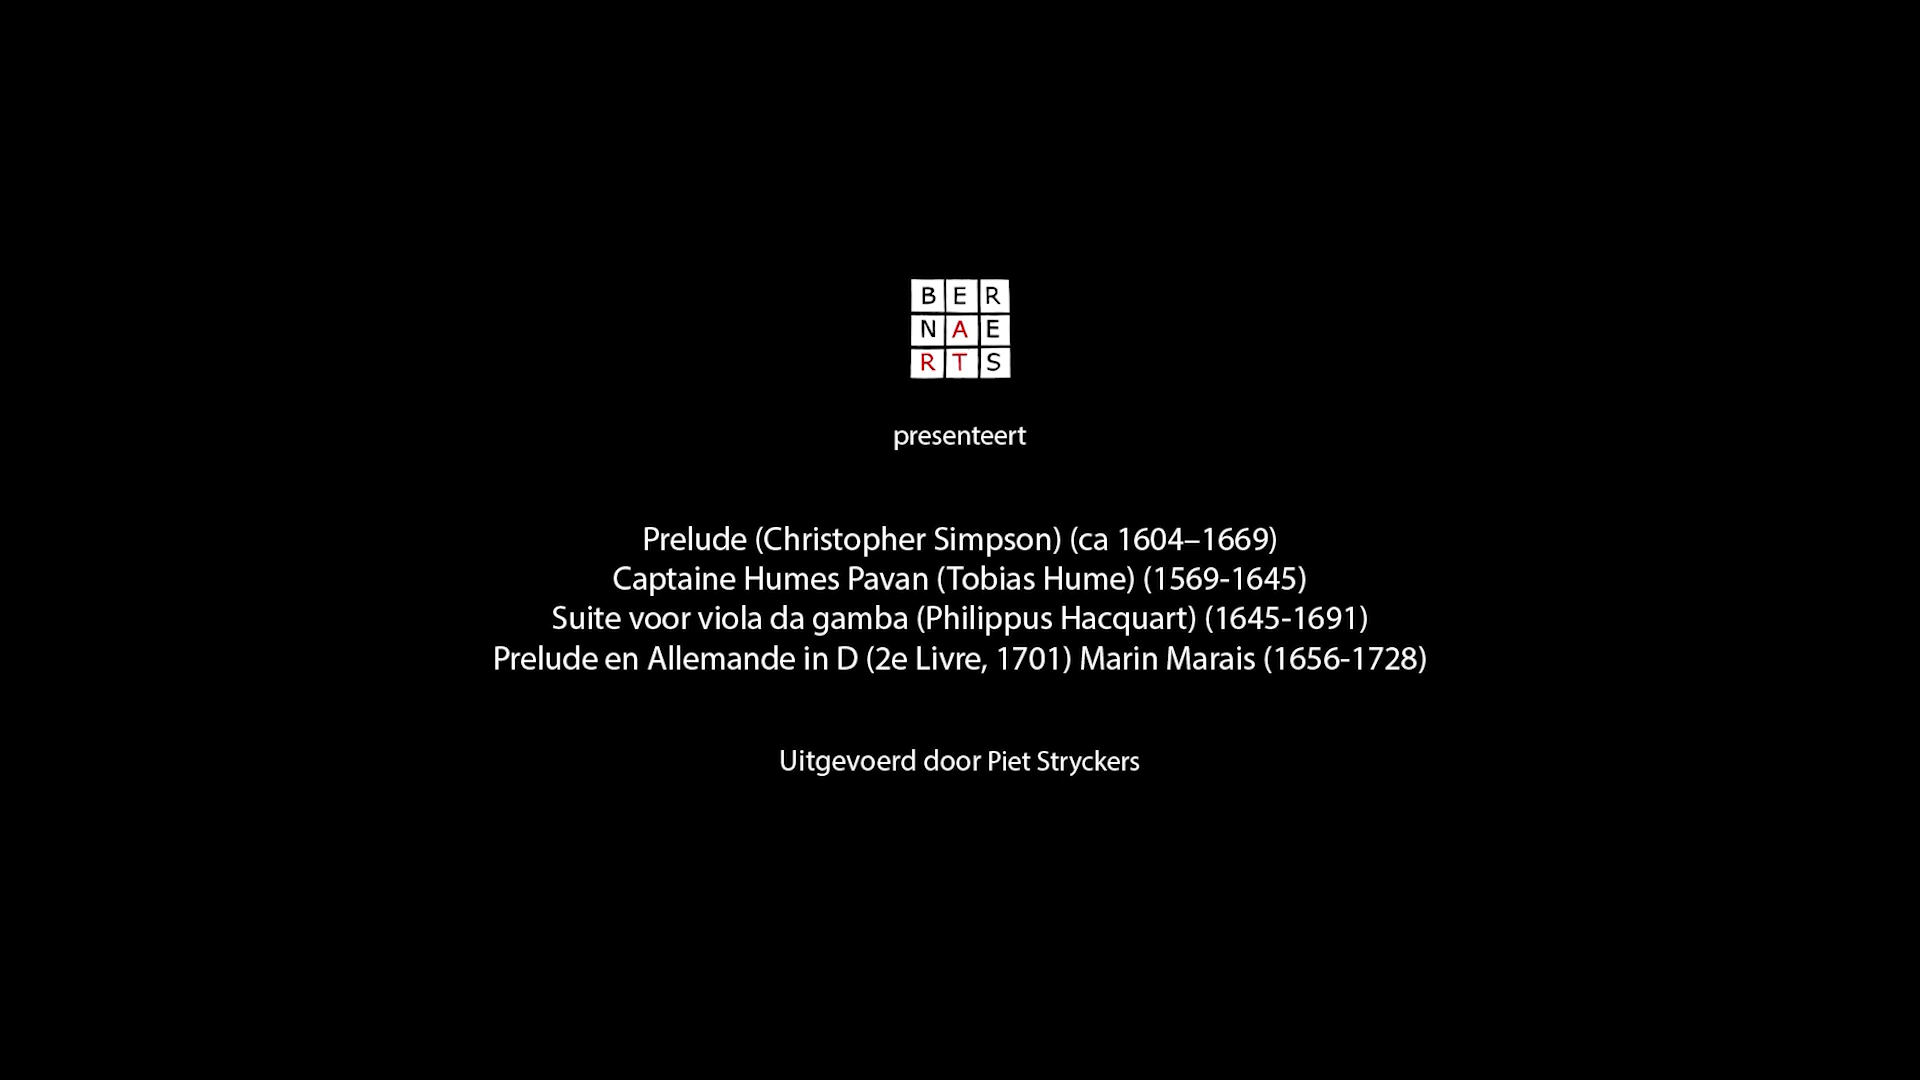 BER
NAE
RTS
presenteert
Prelude (Christopher Simpson) (ca 1604–1669)
Captaine Humes Pavan (Tobias Hume) (1569-1645)
Suite voor viola da gamba (Philippus Hacquart) (1645-1691)
Prelude en Allemande in D (2e Livre, 1701) Marin Marais (1656-1728)
Uitgevoerd door Piet Stryckers